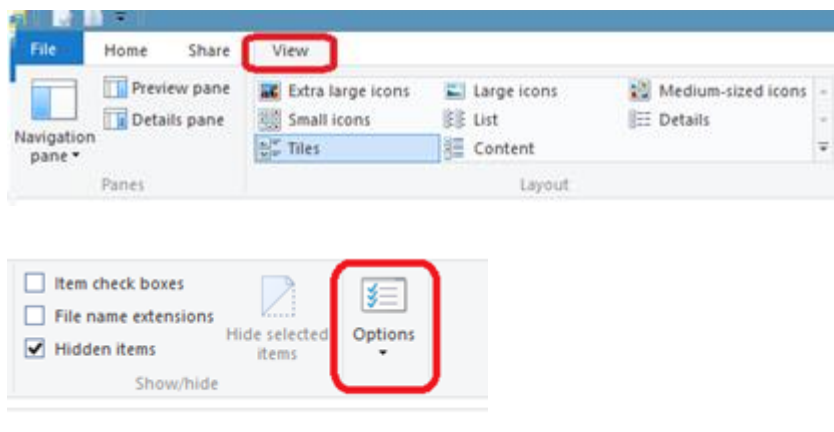 File Home Share View
Preview pane Extra large icons Large icons Medium-sized icons
Details pane Small icons List Details
Navigation
pane Tiles Content
Panes Layout
Item check boxes
File name extensions
Hidden items
Hide selected
items
Options
Show/hide